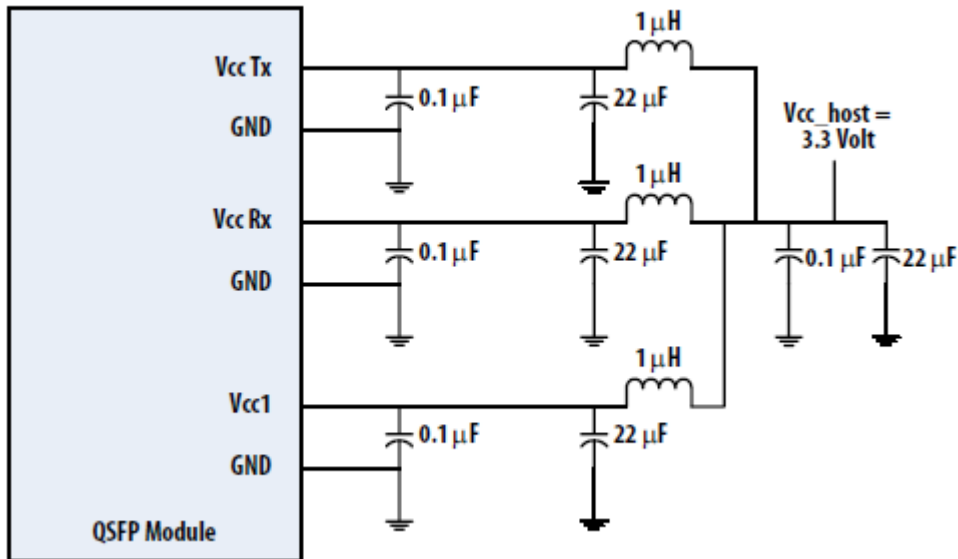 1 μH
Vcc Tx
0.1 μF
22 μF
GND
Vcc_host =
3.3 Volt
1 μH
Vcc Rx
0.1 μF
22 μF
0.1 μF
22 μF
GND
1 μH
Vcc1
0.1 μF
22 μF
GND
QSFP Module